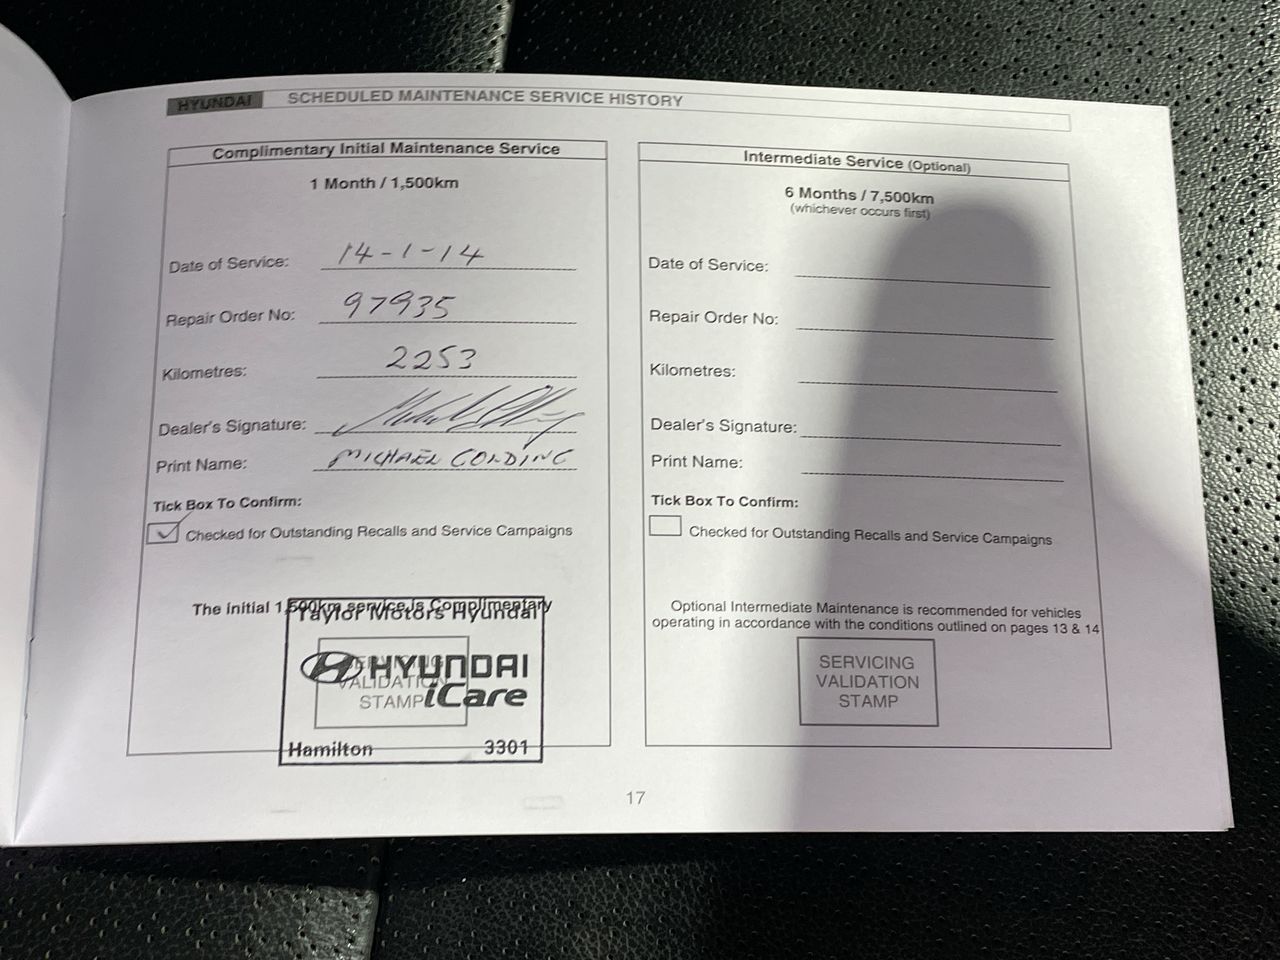 HYUNDAI SCHEDULED MAINTENANCE SERVICE HISTORY
Complimentary Initial Maintenance Service
1 Month / 1,500km
Date of Service: 14-1-14
Repair Order No: 97935
Kilometres: 2253
Dealer's Signature:
Print Name: MICHAEL GOLDING
Tick Box To Confirm:
Checked for Outstanding Recalls and Service Campaigns
The initial 1,500km service is Complimentary
Taylor Motors Hyundai
SERVICING
VALIDATION
STAMP
HYUNDAI
iCare
Hamilton 3301
Intermediate Service (Optional)
6 Months / 7,500km
(whichever occurs first)
Date of Service:
Repair Order No:
Kilometres:
Dealer's Signature:
Print Name:
Tick Box To Confirm:
Checked for Outstanding Recalls and Service Campaigns
Optional Intermediate Maintenance is recommended for vehicles
operating in accordance with the conditions outlined on pages 13 & 14
SERVICING
VALIDATION
STAMP
17